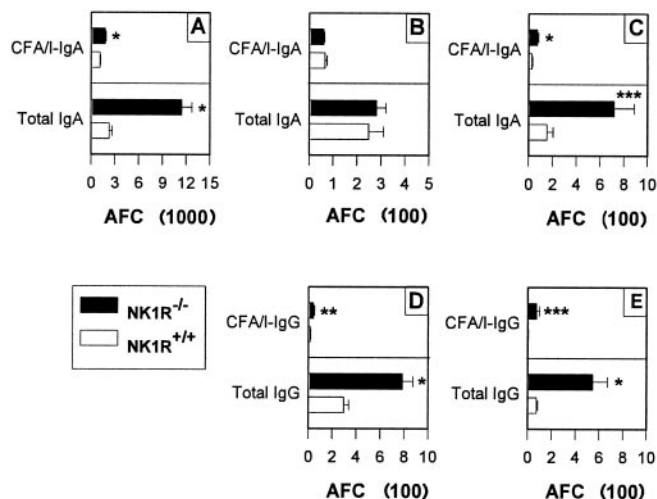 A
CFA/I-IgA *
Total IgA *
0 3 6 9 12 15
AFC (1000)
B
CFA/I-IgA
Total IgA
0 1 2 3 4 5
AFC (100)
C
CFA/I-IgA *
Total IgA ***
0 2 4 6 8 10
AFC (100)
NK1R-/-
NK1R+/+
D
CFA/I-IgG **
Total IgG *
0 2 4 6 8 10
AFC (100)
E
CFA/I-IgG ***
Total IgG *
0 2 4 6 8 10
AFC (100)